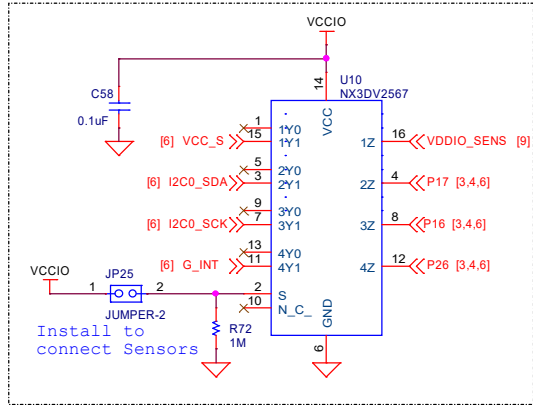 VCCIO
C58
0.1uF
14
U10
NX3DV2567
VCC
1 1Y0
[6] VCC_S 15 1Y1
1Z 16 VDDIO_SENS [9]
5 2Y0
[6] I2C0_SDA 3 2Y1
2Z 4 P17 [3,4,6]
9 3Y0
[6] I2C0_SCK 7 3Y1
3Z 8 P16 [3,4,6]
13 4Y0
[6] G_INT 11 4Y1
4Z 12 P26 [3,4,6]
VCCIO
JP25
1 2
JUMPER-2
2 S
10 N_C_
GND
6
R72
1M
Install to
connect Sensors